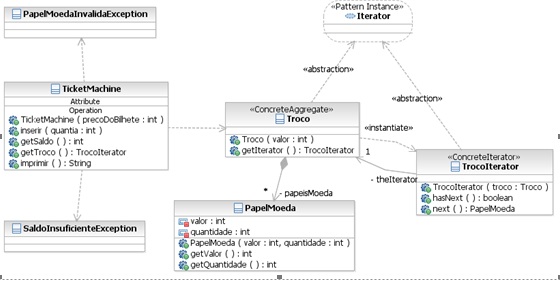 PapelMoedaInvalidaException
«Pattern Instance»
Iterator
TicketMachine
Attribute
Operation
TicketMachine ( precoDoBilhete : int )
inserir ( quantia : int )
getSaldo ( ) : int
getTroco ( ) : TrocoIterator
imprimir ( ) : String
«abstraction»
«abstraction»
«ConcreteAggregate»
Troco
Troco ( valor : int )
getIterator ( ) : TrocoIterator
«instantiate»
1
- theIterator
«ConcreteIterator»
TrocoIterator
TrocoIterator ( troco : Troco )
hasNext ( ) : boolean
next ( ) : PapelMoeda
*
- papeisMoeda
PapelMoeda
valor : int
quantidade : int
PapelMoeda ( valor : int, quantidade : int )
getValor ( ) : int
getQuantidade ( ) : int
SaldoInsuficienteException